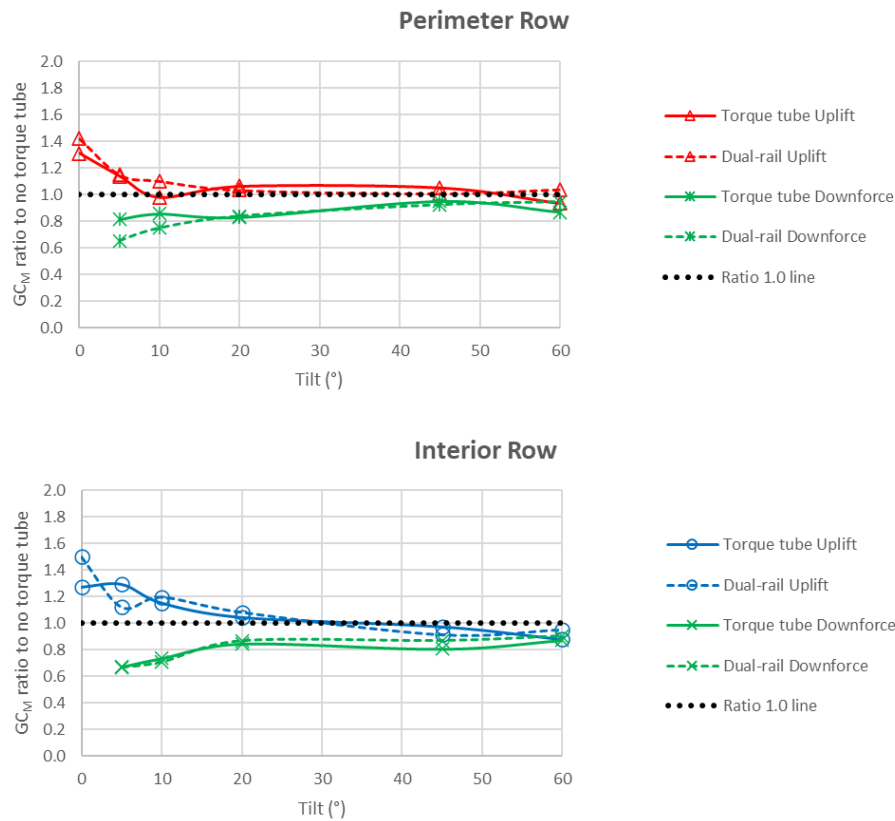 Perimeter Row
GCM ratio to no torque tube
2.0
1.8
1.6
1.4
1.2
1.0
0.8
0.6
0.4
0.2
0.0
0 10 20 30 40 50 60
Tilt (°)
Torque tube Uplift
Dual-rail Uplift
Torque tube Downforce
Dual-rail Downforce
Ratio 1.0 line
Interior Row
GCM ratio to no torque tube
2.0
1.8
1.6
1.4
1.2
1.0
0.8
0.6
0.4
0.2
0.0
0 10 20 30 40 50 60
Tilt (°)
Torque tube Uplift
Dual-rail Uplift
Torque tube Downforce
Dual-rail Downforce
Ratio 1.0 line